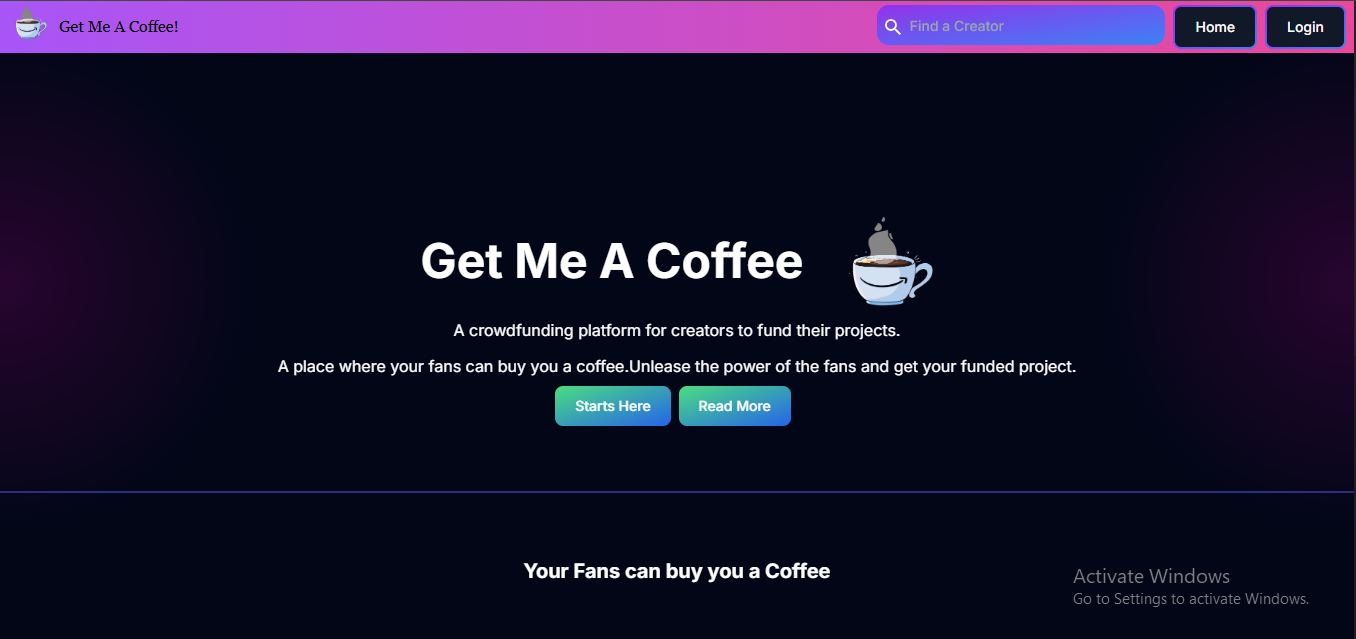 Get Me A Coffee!
Find a Creator
Home
Login
Get Me A Coffee
A crowdfunding platform for creators to fund their projects.
A place where your fans can buy you a coffee.Unlease the power of the fans and get your funded project.
Starts Here
Read More
Your Fans can buy you a Coffee
Activate Windows
Go to Settings to activate Windows.